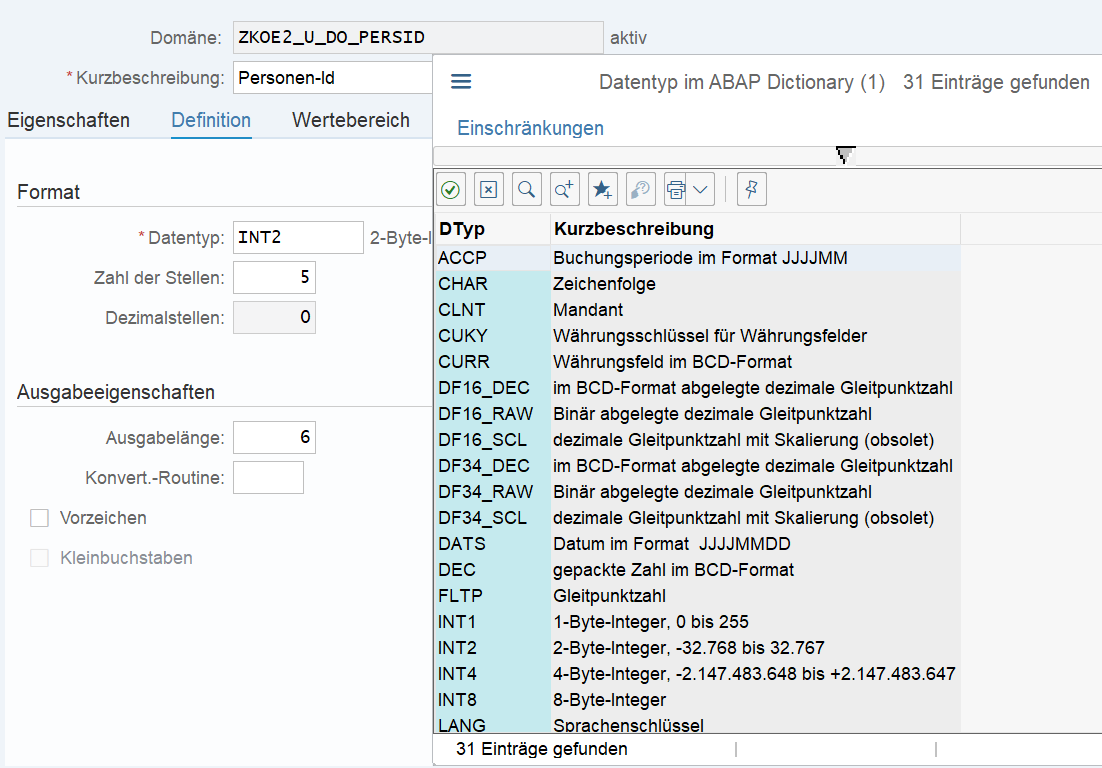 Domäne: ZKOE2_U_DO_PERSID aktiv
* Kurzbeschreibung: Personen-Id
Eigenschaften Definition Wertebereich
Format
* Datentyp: INT2 2-Byte-I
Zahl der Stellen: 5
Dezimalstellen: 0
Ausgabeeigenschaften
Ausgabelänge: 6
Konvert.-Routine:
Vorzeichen
Kleinbuchstaben
Datentyp im ABAP Dictionary (1) 31 Einträge gefunden
Einschränkungen
DTyp Kurzbeschreibung
ACCP Buchungsperiode im Format JJJJMM
CHAR Zeichenfolge
CLNT Mandant
CUKY Währungsschlüssel für Währungsfelder
CURR Währungsfeld im BCD-Format
DF16_DEC im BCD-Format abgelegte dezimale Gleitpunktzahl
DF16_RAW Binär abgelegte dezimale Gleitpunktzahl
DF16_SCL dezimale Gleitpunktzahl mit Skalierung (obsolet)
DF34_DEC im BCD-Format abgelegte dezimale Gleitpunktzahl
DF34_RAW Binär abgelegte dezimale Gleitpunktzahl
DF34_SCL dezimale Gleitpunktzahl mit Skalierung (obsolet)
DATS Datum im Format JJJJMMDD
DEC gepackte Zahl im BCD-Format
FLTP Gleitpunktzahl
INT1 1-Byte-Integer, 0 bis 255
INT2 2-Byte-Integer, -32.768 bis 32.767
INT4 4-Byte-Integer, -2.147.483.648 bis +2.147.483.647
INT8 8-Byte-Integer
LANG Sprachenschlüssel
31 Einträge gefunden